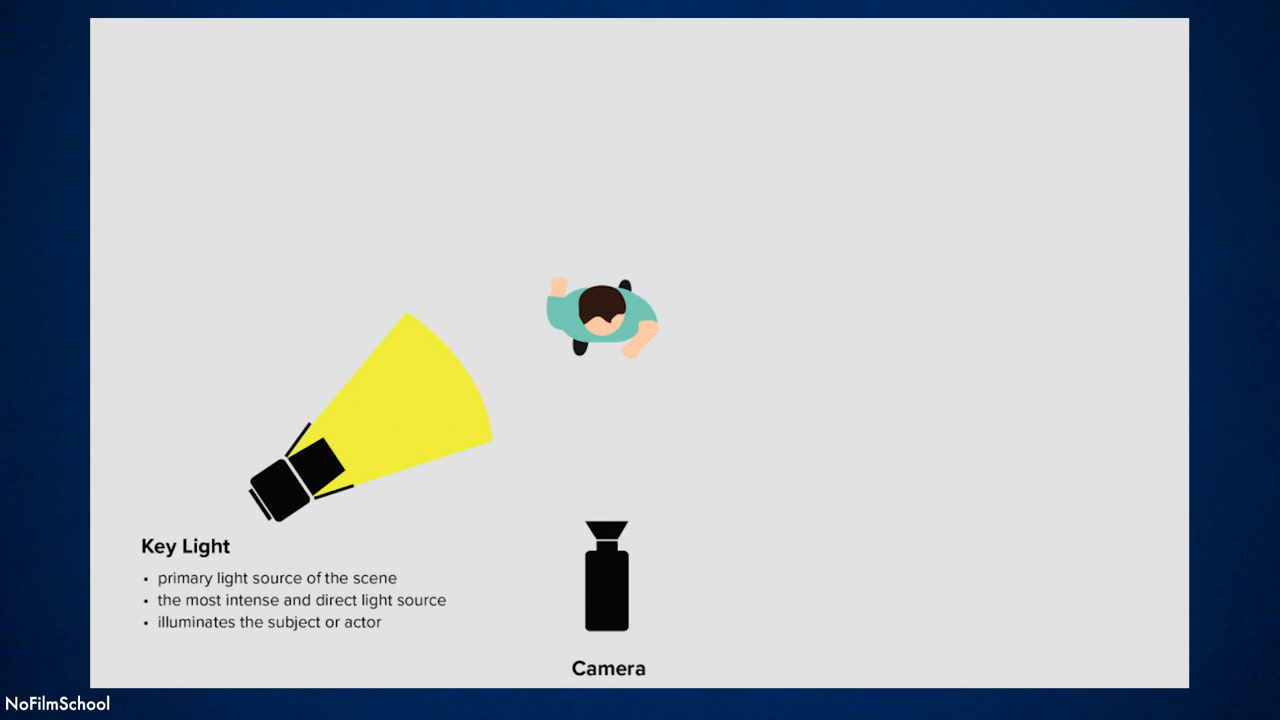 Key Light
• primary light source of the scene
• the most intense and direct light source
• illuminates the subject or actor
Camera
NoFilmSchool